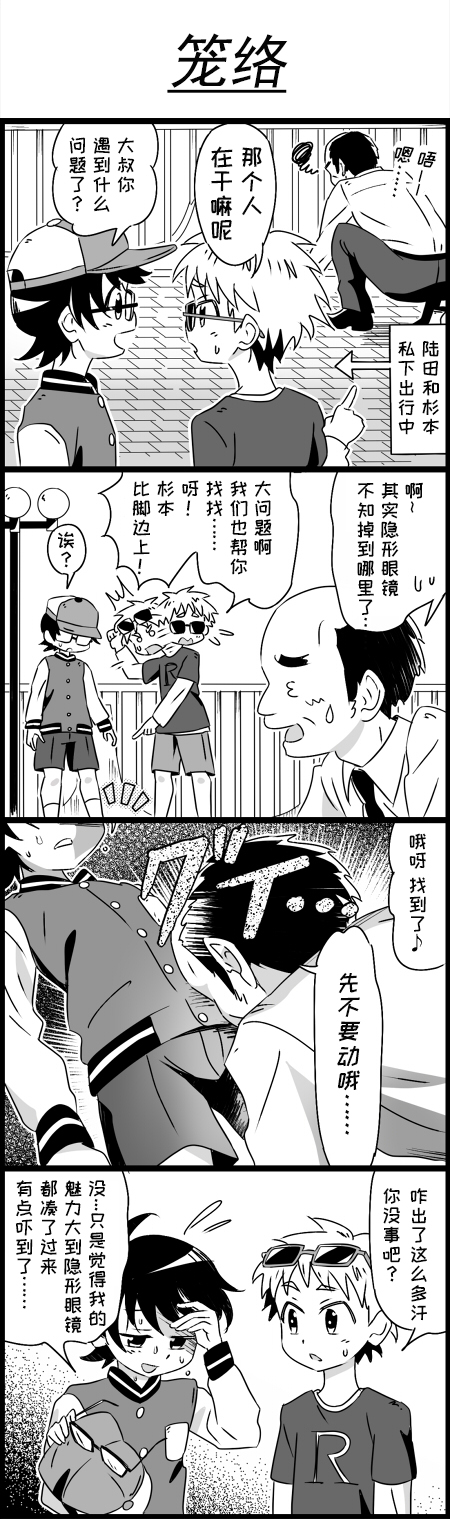 笼络
唔
嗯……
那个人
在干嘛呢
大叔你
遇到什么
问题了？
陆田和杉本
私下出行中
啊~
其实隐形眼镜
不知掉到哪里了…
大问题啊
我们也帮你
找找……
呀！
杉本
比脚边上！
诶？
哦呀 找到了♪
グイ…
先不要动哦……
咋出了这么多汗
你没事吧？
R
没…只是觉得我的
魅力大到隐形眼镜
都凑了过来
有点吓到了……
R